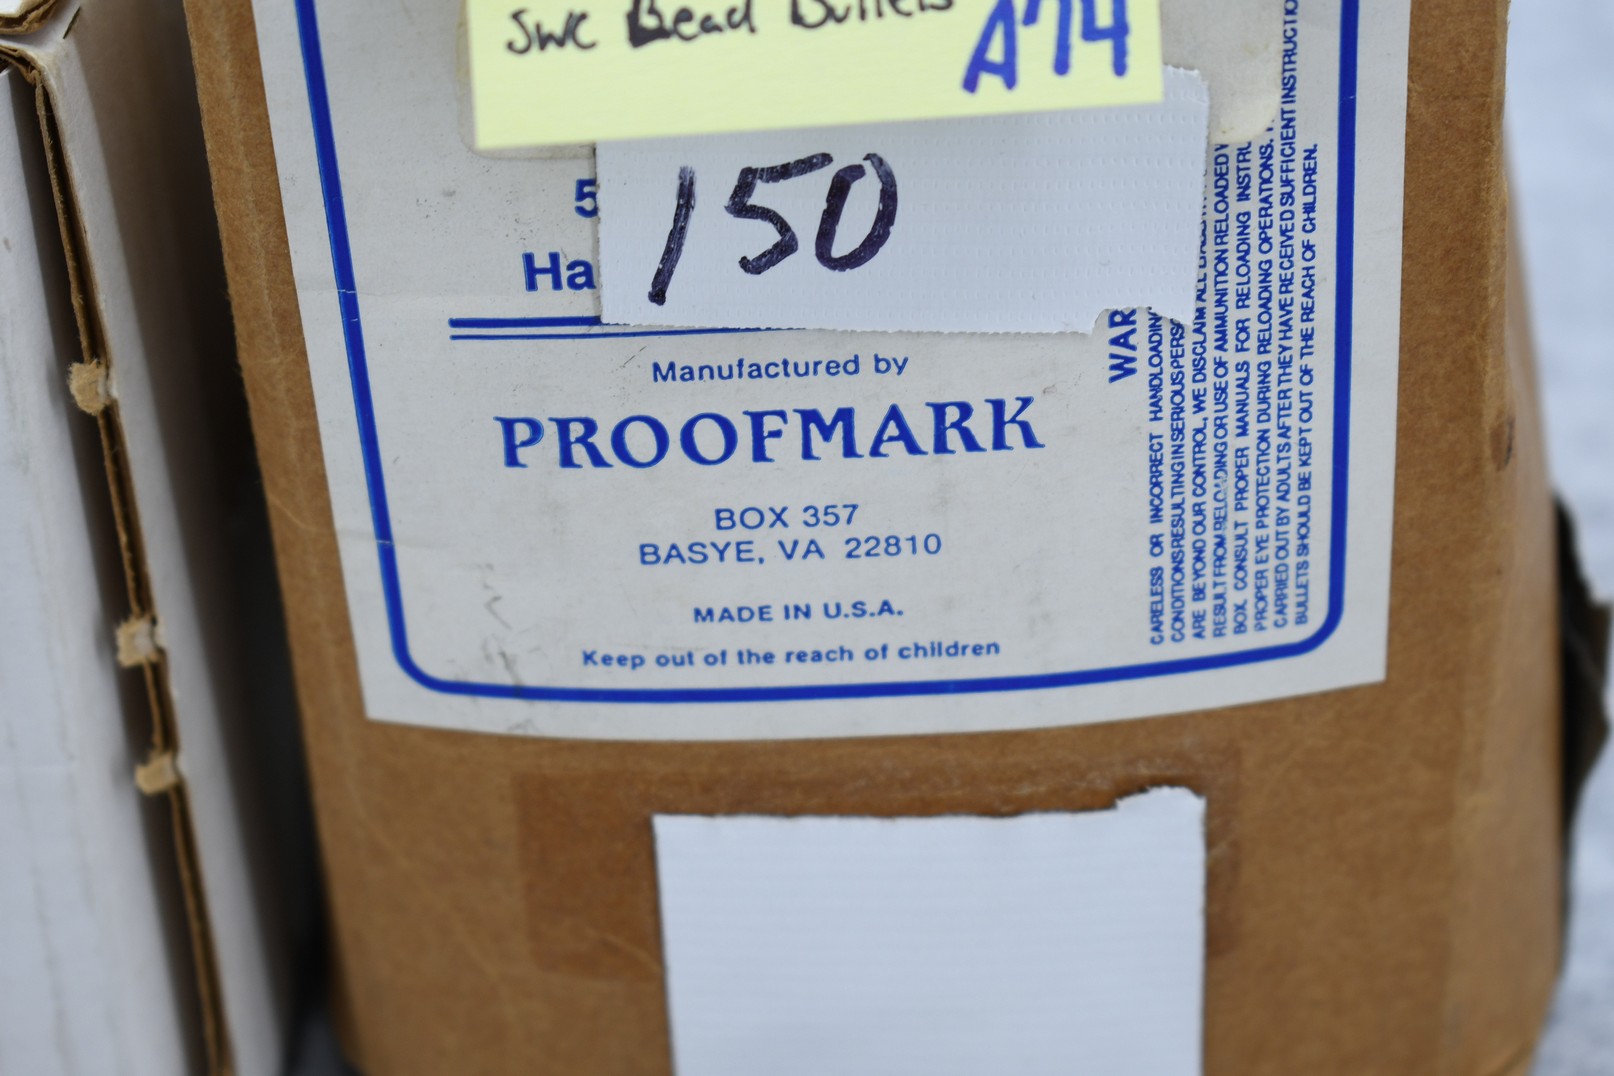 SWC Bead Bullets
A74
150
5
Ha
Manufactured by
PROOFMARK
BOX 357
BASYE, VA 22810
MADE IN U.S.A.
Keep out of the reach of children
WAR
CARELESS OR INCORRECT HANDLOADING
CONDITIONS RESULTING IN SERIOUS PERS
ARE BEYOND OUR CONTROL, WE DISCLAIM ALL
RESULT FROM RELOADING OR USE OF AMMUNITION RELOADED
BOX. CONSULT PROPER MANUALS FOR RELOADING INSTRU
PROPER EYE PROTECTION DURING RELOADING OPERATIONS.
CARRIED OUT BY ADULTS AFTER THEY HAVE RECEIVED SUFFICIENT INSTRUCTIO
BULLETS SHOULD BE KEPT OUT OF THE REACH OF CHILDREN.